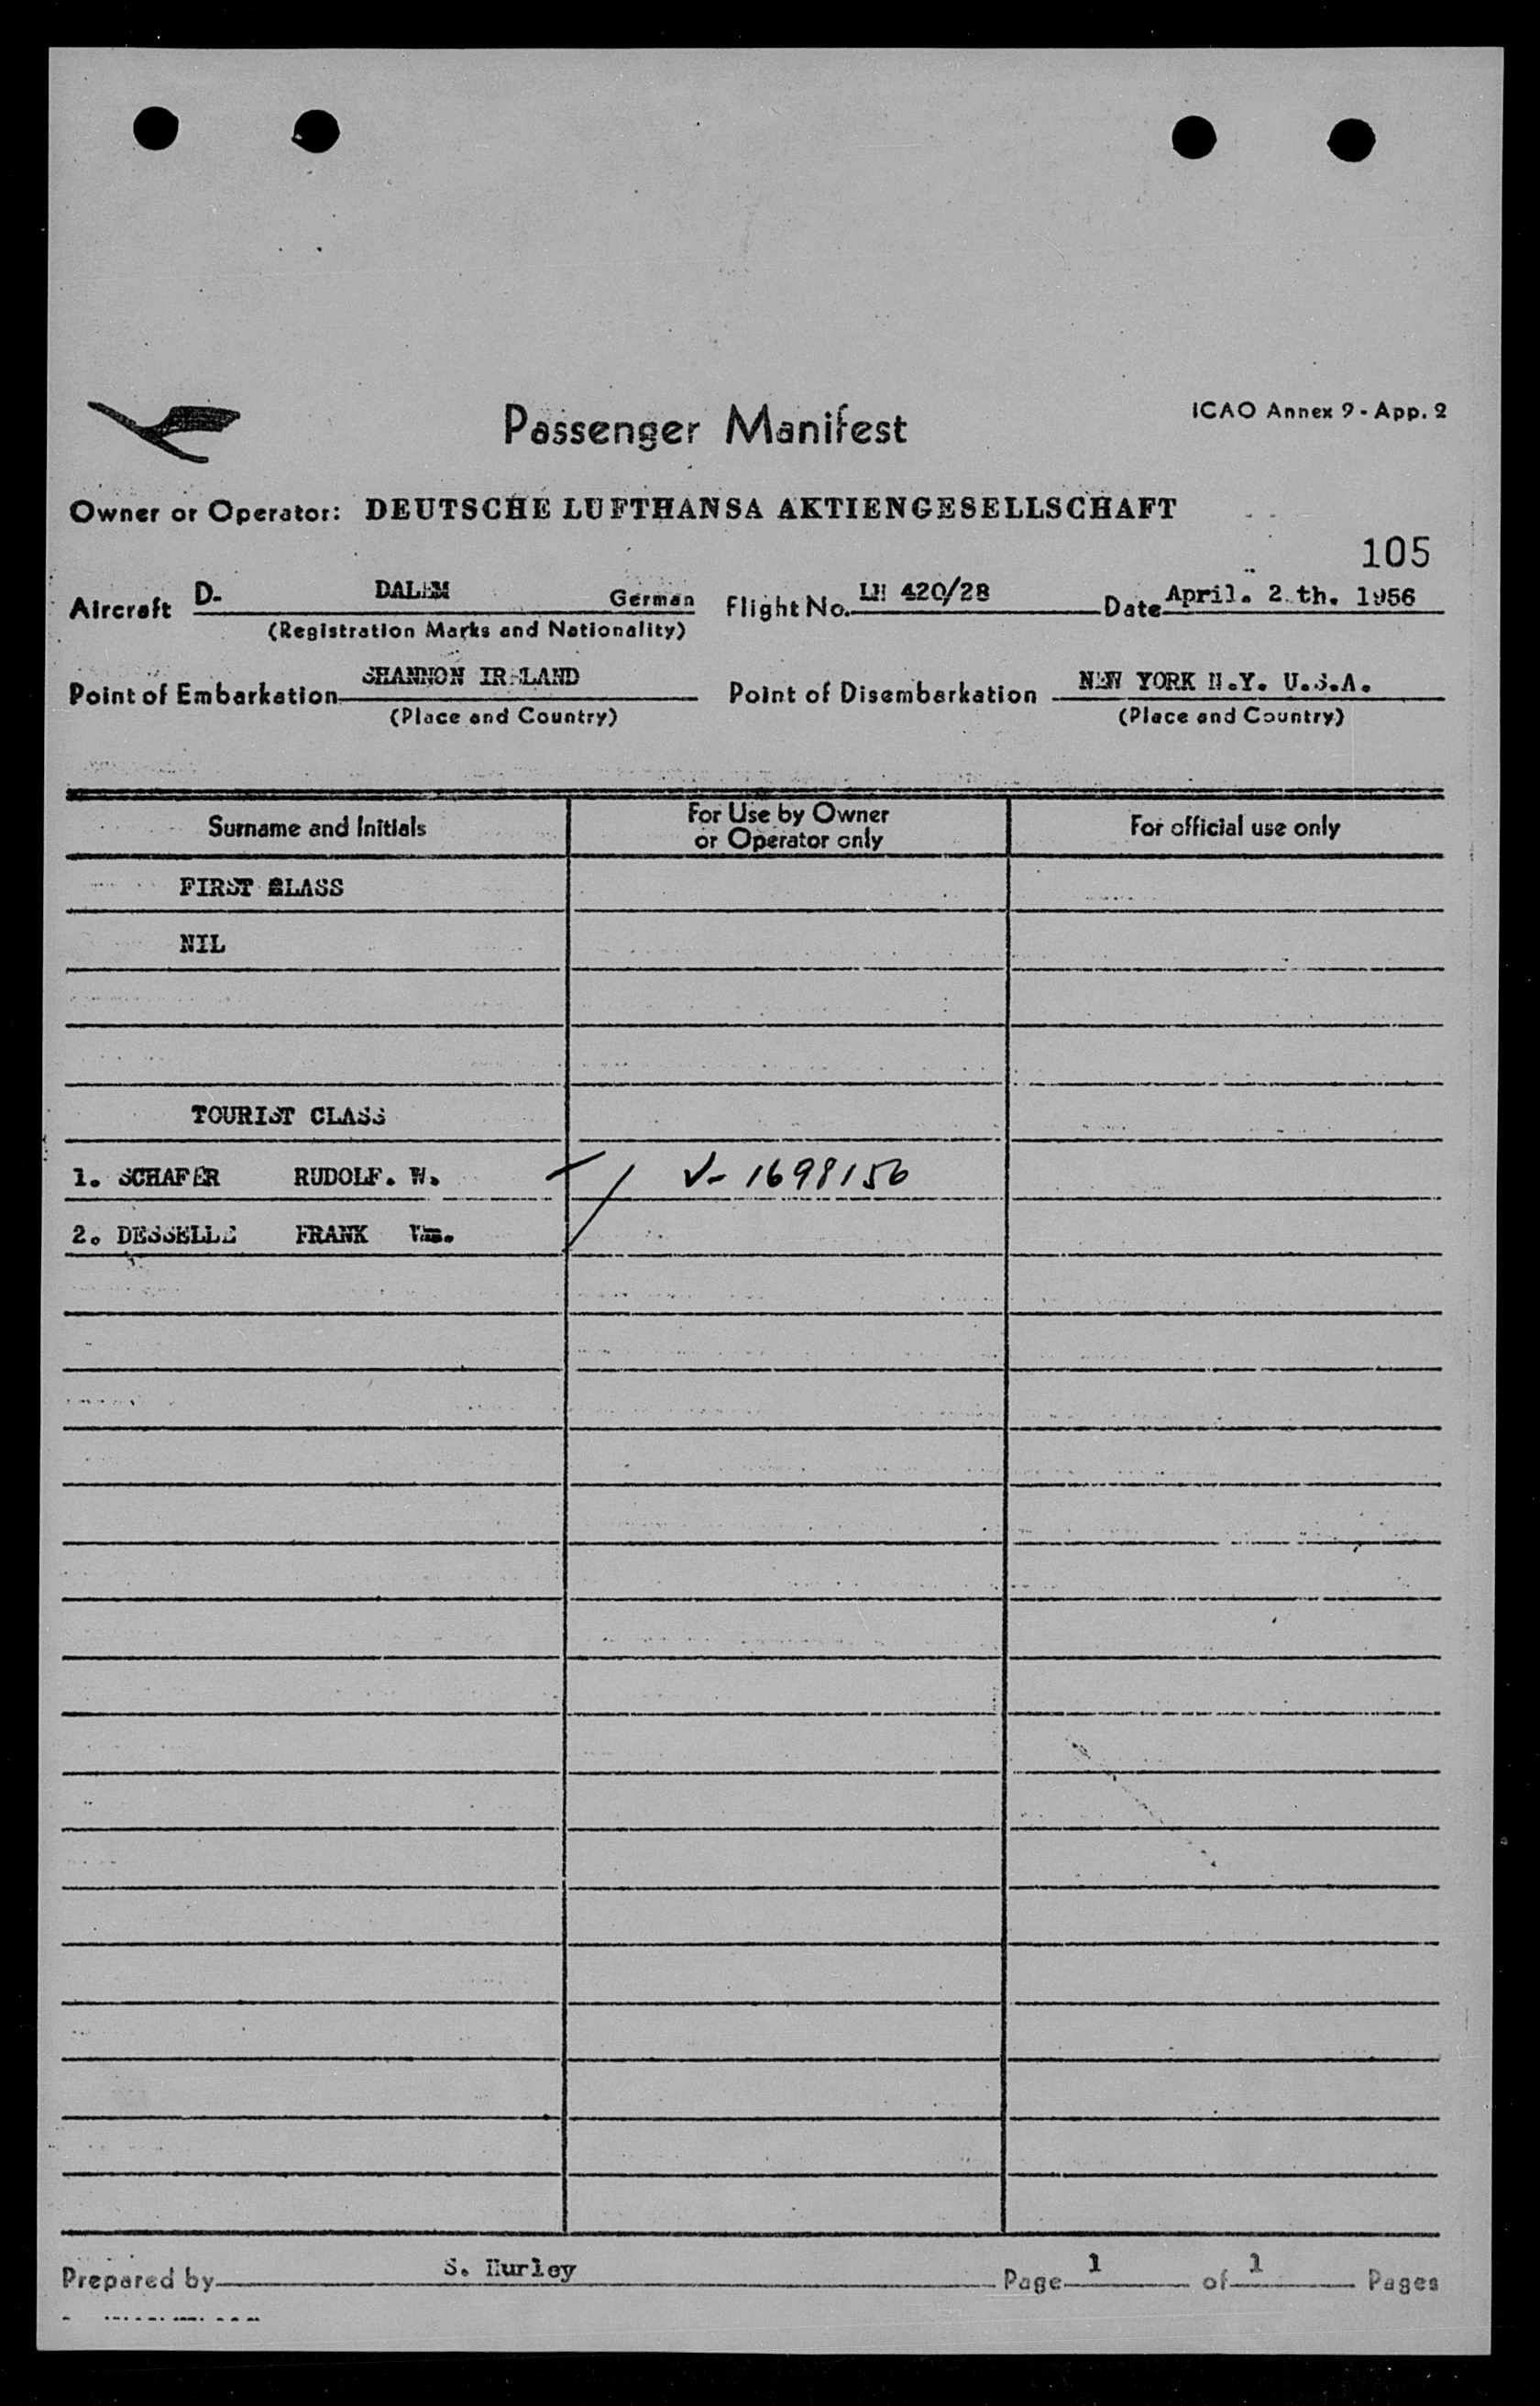 Passenger Manifest
ICAO Annex 9 - App. 2
Owner or Operator: DEUTSCHE LUFTHANSA AKTIENGESELLSCHAFT
105
Aircraft D- DALEM German Flight No. LH 420/28 Date April. 2.th. 1956
(Registration Marks and Nationality)
Point of Embarkation SHANNON IRELAND Point of Disembarkation NEW YORK N.Y. U.S.A.
(Place and Country) (Place and Country)
Surname and Initials For Use by Owner or Operator only For official use only
FIRST CLASS
NIL
TOURIST CLASS
1. SCHAFER RUDOLF. W. V- 1698156
2. DESSELLE FRANK Wm.
Prepared by S. Hurley Page 1 of 1 Pages